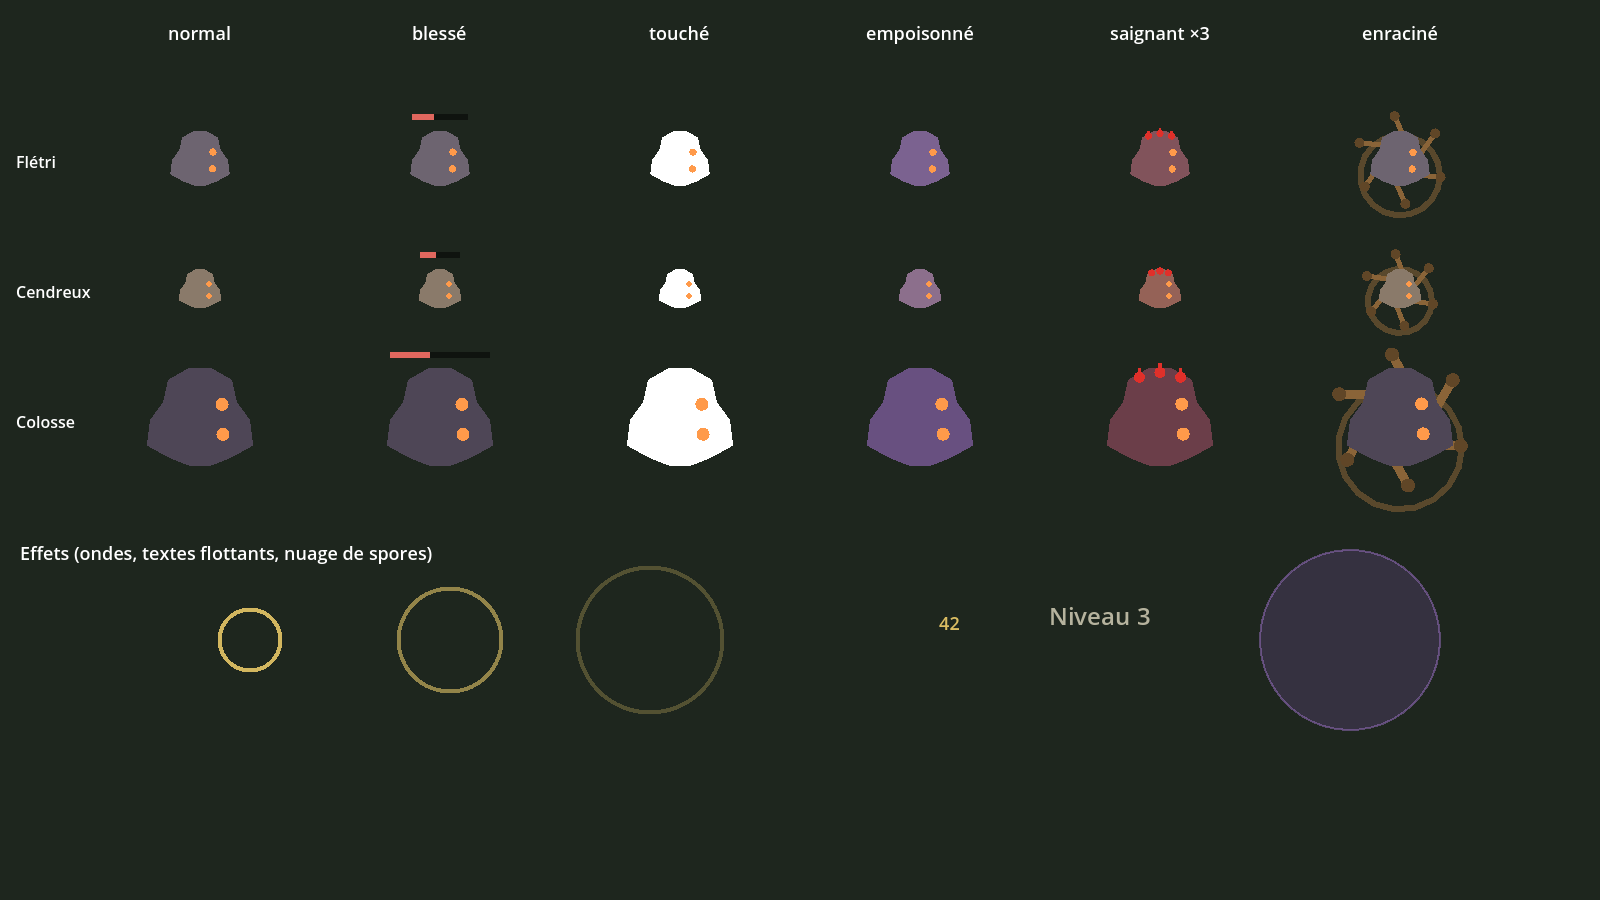 normal
blessé
touché
empoisonné
saignant ×3
enraciné
Flétri
Cendreux
Colosse
Effets (ondes, textes flottants, nuage de spores)
42
Niveau 3